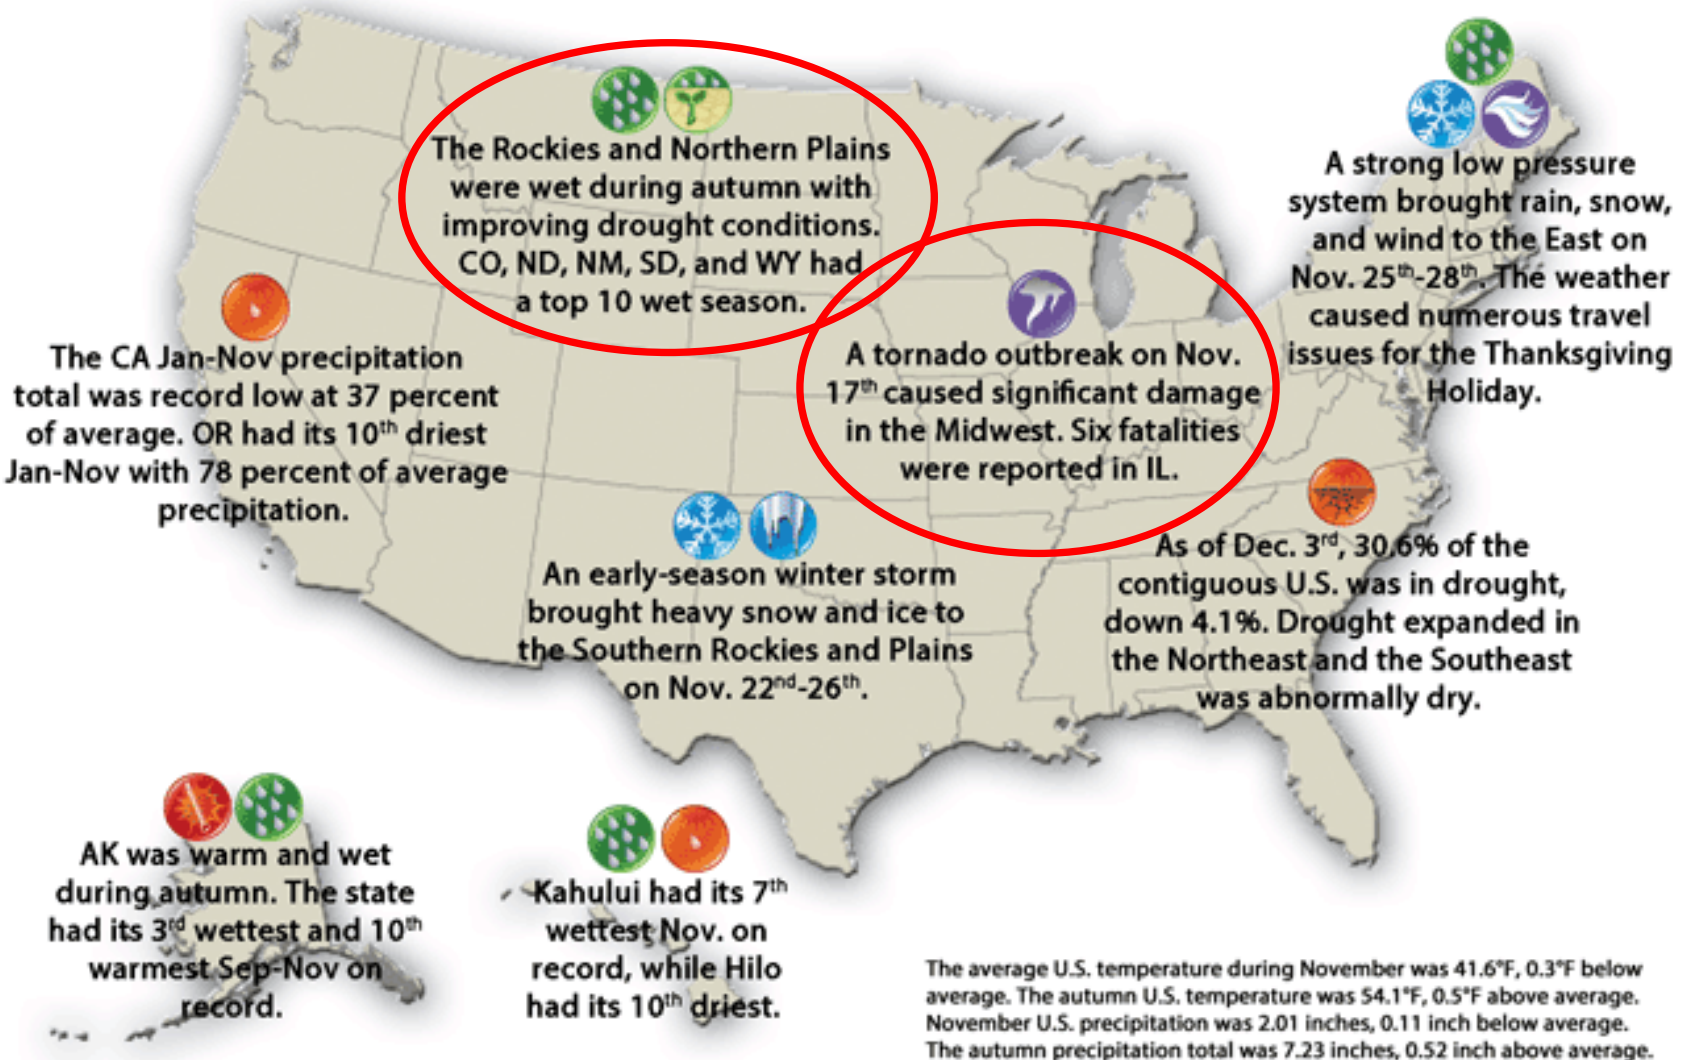 The Rockies and Northern Plains
were wet during autumn with
improving drought conditions.
CO, ND, NM, SD, and WY had
a top 10 wet season.
A strong low pressure
system brought rain, snow,
and wind to the East on
Nov. 25th-28th. The weather
caused numerous travel
issues for the Thanksgiving
Holiday.
The CA Jan-Nov precipitation
total was record low at 37 percent
of average. OR had its 10th driest
Jan-Nov with 78 percent of average
precipitation.
A tornado outbreak on Nov.
17th caused significant damage
in the Midwest. Six fatalities
were reported in IL.
An early-season winter storm
brought heavy snow and ice to
the Southern Rockies and Plains
on Nov. 22nd-26th.
As of Dec. 3rd, 30.6% of the
contiguous U.S. was in drought,
down 4.1%. Drought expanded in
the Northeast and the Southeast
was abnormally dry.
AK was warm and wet
during autumn. The state
had its 3rd wettest and 10th
warmest Sep-Nov on
record.
Kahului had its 7th
wettest Nov. on
record, while Hilo
had its 10th driest.
The average U.S. temperature during November was 41.6°F, 0.3°F below
average. The autumn U.S. temperature was 54.1°F, 0.5°F above average.
November U.S. precipitation was 2.01 inches, 0.11 inch below average.
The autumn precipitation total was 7.23 inches, 0.52 inch above average.